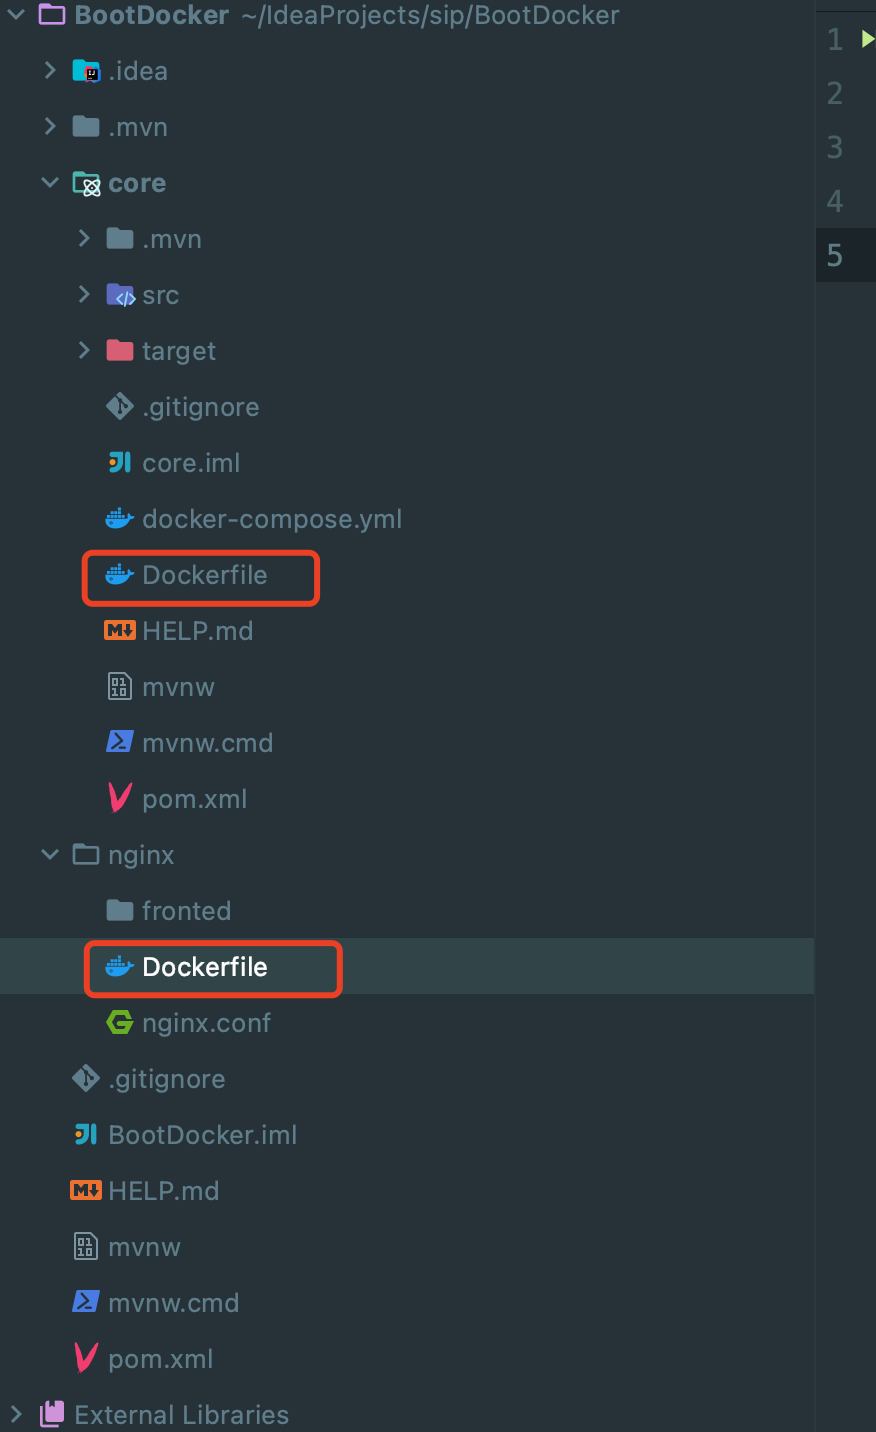 BootDocker ~/IdeaProjects/sip/BootDocker
.idea
.mvn
core
.mvn
src
target
.gitignore
core.iml
docker-compose.yml
Dockerfile
HELP.md
mvnw
mvnw.cmd
pom.xml
nginx
fronted
Dockerfile
nginx.conf
.gitignore
BootDocker.iml
HELP.md
mvnw
mvnw.cmd
pom.xml
External Libraries
1
2
3
4
5